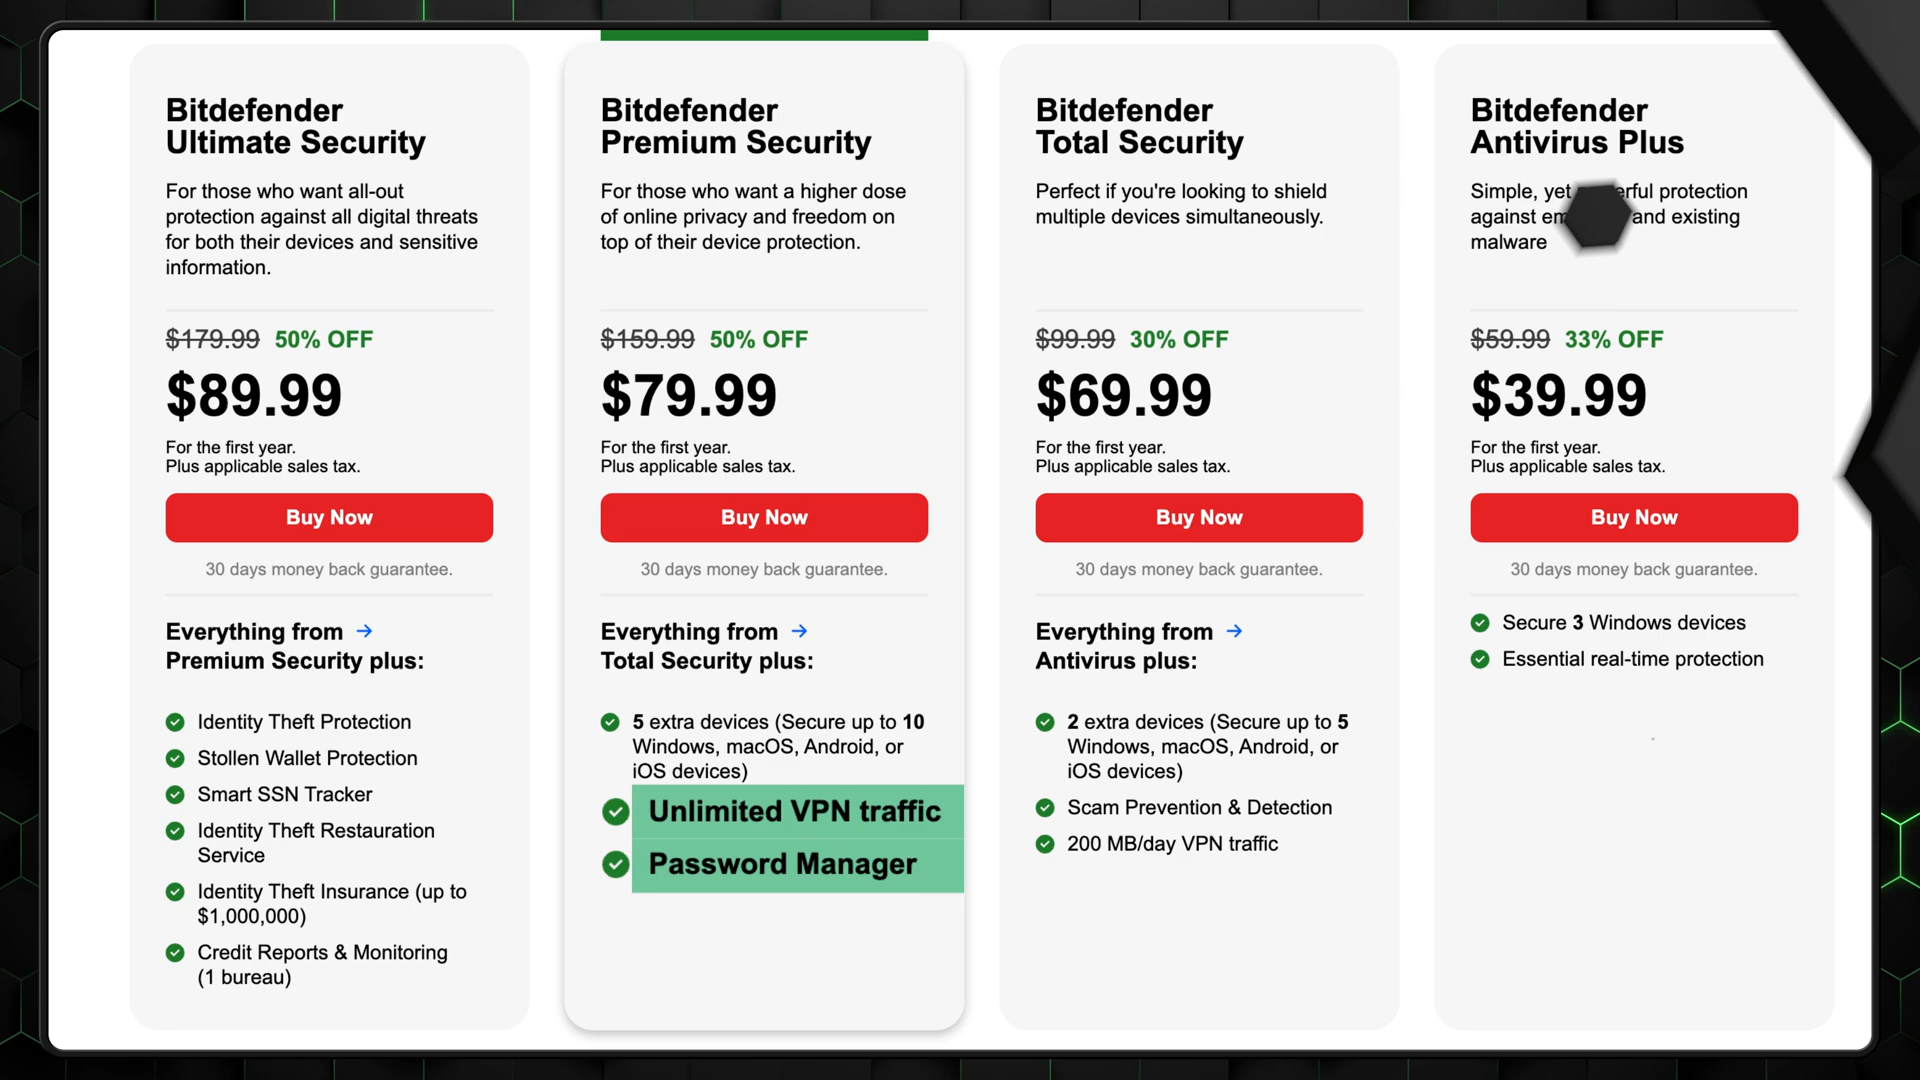 Bitdefender
Ultimate Security
For those who want all-out
protection against all digital threats
for both their devices and sensitive
information.
$179.99 50% OFF
$89.99
For the first year.
Plus applicable sales tax.
Buy Now
30 days money back guarantee.
Everything from →
Premium Security plus:
Identity Theft Protection
Stollen Wallet Protection
Smart SSN Tracker
Identity Theft Restauration
Service
Identity Theft Insurance (up to
$1,000,000)
Credit Reports & Monitoring
(1 bureau)
Bitdefender
Premium Security
For those who want a higher dose
of online privacy and freedom on
top of their device protection.
$159.99 50% OFF
$79.99
For the first year.
Plus applicable sales tax.
Buy Now
30 days money back guarantee.
Everything from →
Total Security plus:
5 extra devices (Secure up to 10
Windows, macOS, Android, or
iOS devices)
Unlimited VPN traffic
Password Manager
Bitdefender
Total Security
Perfect if you're looking to shield
multiple devices simultaneously.
$99.99 30% OFF
$69.99
For the first year.
Plus applicable sales tax.
Buy Now
30 days money back guarantee.
Everything from →
Antivirus plus:
2 extra devices (Secure up to 5
Windows, macOS, Android, or
iOS devices)
Scam Prevention & Detection
200 MB/day VPN traffic
Bitdefender
Antivirus Plus
Simple, yet protection
against and existing
malware
$59.99 33% OFF
$39.99
For the first year.
Plus applicable sales tax.
Buy Now
30 days money back guarantee.
Secure 3 Windows devices
Essential real-time protection